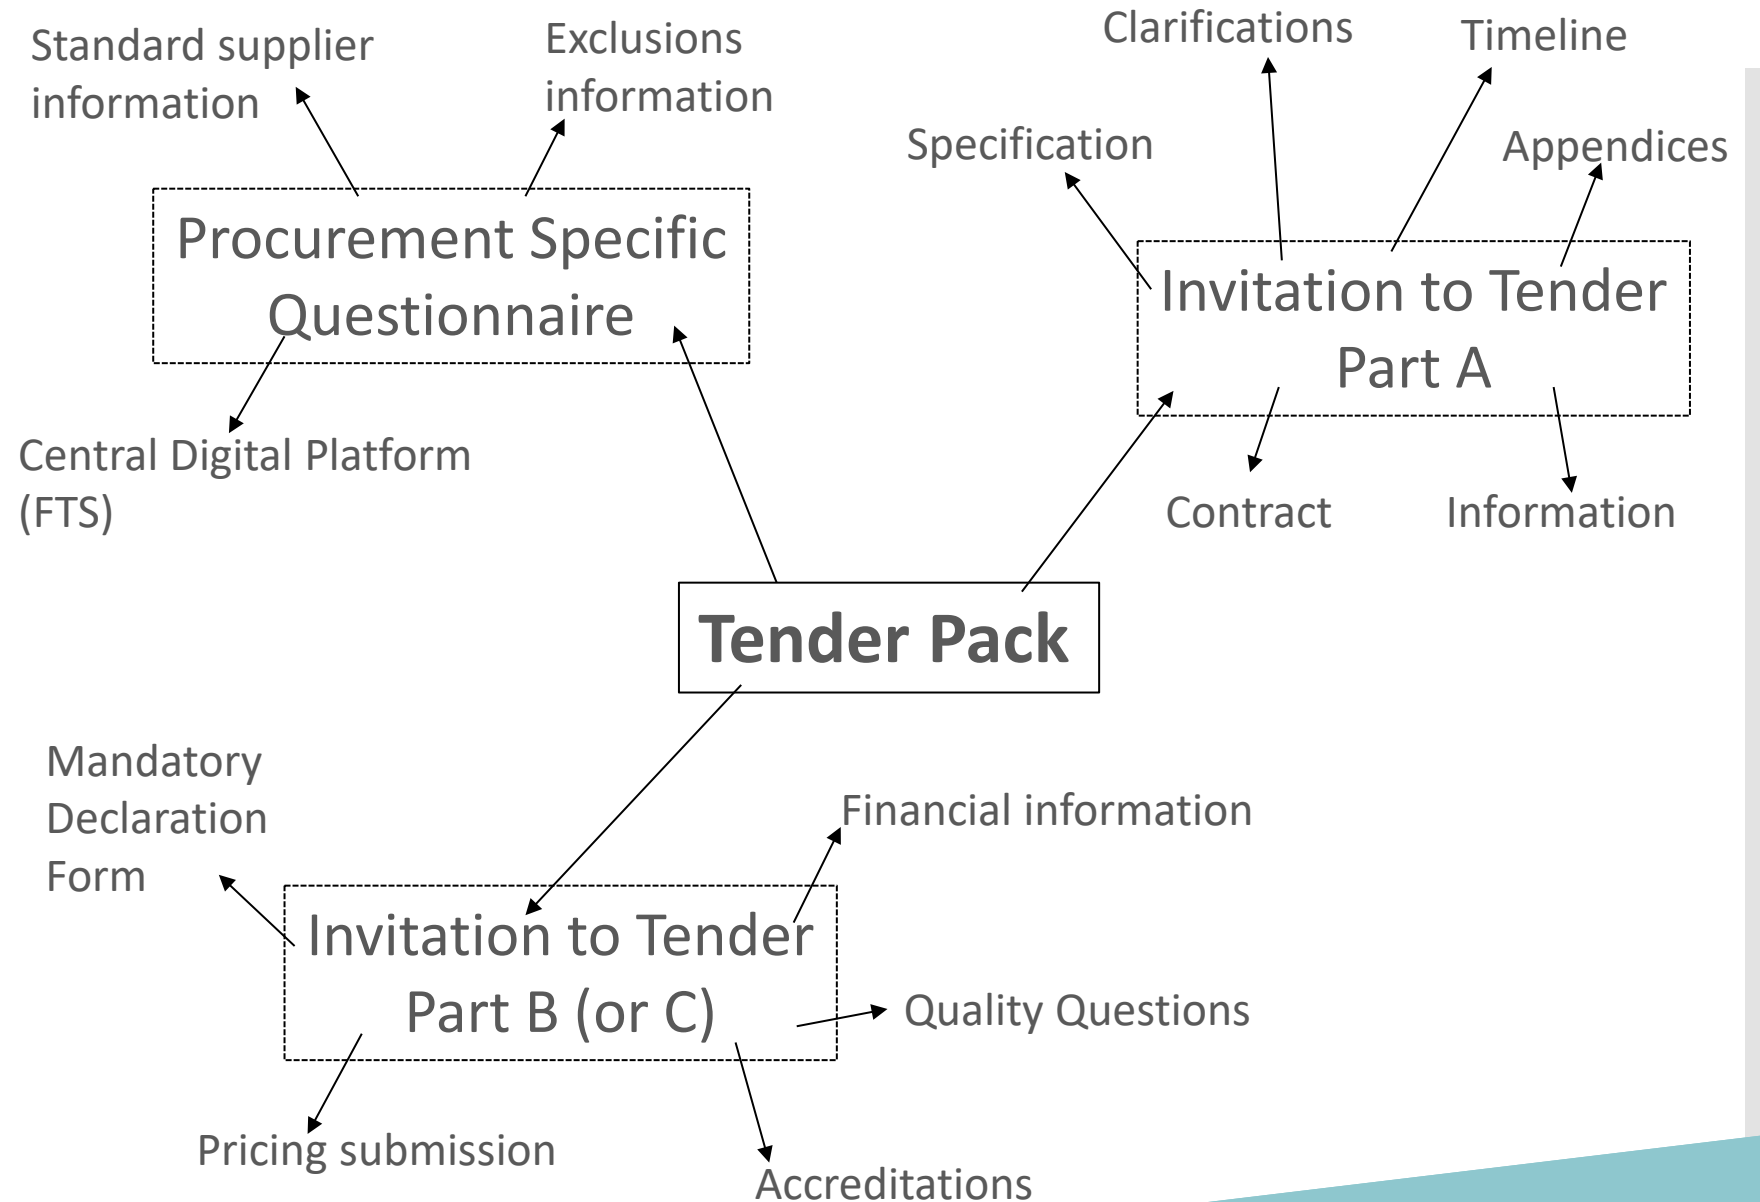 Standard supplier
information
Exclusions
information
Clarifications
Timeline
Specification
Appendices
Procurement Specific
Questionnaire
Invitation to Tender
Part A
Central Digital Platform
(FTS)
Contract
Information
Tender Pack
Mandatory
Declaration
Form
Financial information
Invitation to Tender
Part B (or C)
Quality Questions
Pricing submission
Accreditations